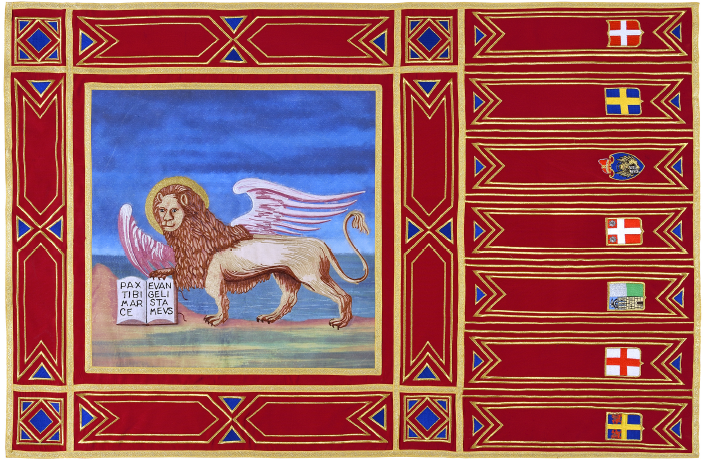 PAX
TIBI
MAR
CE
EVAN
GELI
STA
MEVS